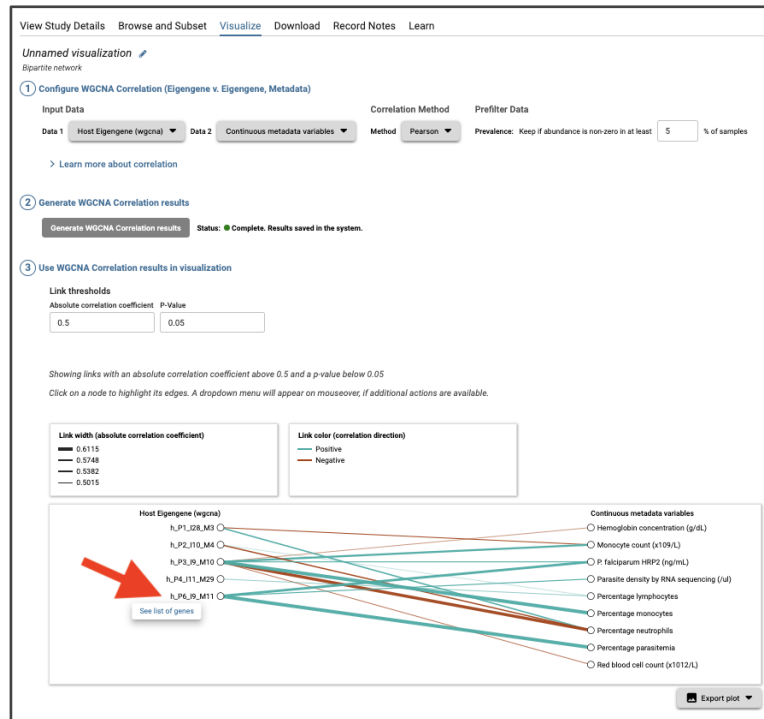 View Study Details Browse and Subset Visualize Download Record Notes Learn
Unnamed visualization
Bipartite network
1 Configure WGCNA Correlation (Eigengene v. Eigengene, Metadata)
Input Data Correlation Method Prefilter Data
Data 1 Host Eigengene (wgcna) Data 2 Continuous metadata variables Method Pearson Prevalence: Keep if abundance is non-zero in at least 5 % of samples
> Learn more about correlation
2 Generate WGCNA Correlation results
Generate WGCNA Correlation results Status: Complete. Results saved in the system.
3 Use WGCNA Correlation results in visualization
Link thresholds
Absolute correlation coefficient P-Value
0.5 0.05
Showing links with an absolute correlation coefficient above 0.5 and a p-value below 0.05
Click on a node to highlight its edges. A dropdown menu will appear on mouseover, if additional actions are available.
Link width (absolute correlation coefficient)
0.6115
0.5748
0.5382
0.5015
Link color (correlation direction)
Positive
Negative
Host Eigengene (wgcna)
h_P1_I28_M3
h_P2_I10_M4
h_P3_I9_M10
h_P4_I11_M29
h_P6_I9_M11
See list of genes
Continuous metadata variables
Hemoglobin concentration (g/dL)
Monocyte count (x109/L)
P. falciparum HRP2 (ng/mL)
Parasite density by RNA sequencing (/ul)
Percentage lymphocytes
Percentage monocytes
Percentage neutrophils
Percentage parasitemia
Red blood cell count (x1012/L)
Export plot